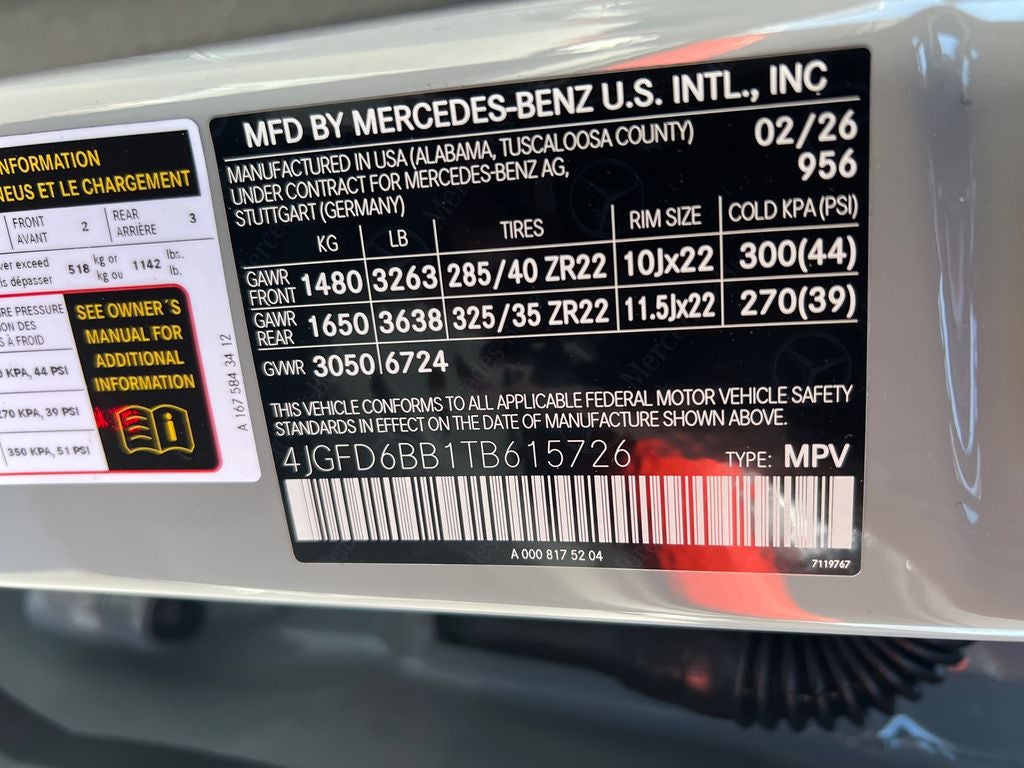 INFORMATION
NEUS ET LE CHARGEMENT
FRONT 2 REAR 3
AVANT ARRIÈRE
exceed 518 kg or 1142 lbs.
dépasser kg ou lb.
PRESSURE
DES
À FROID
KPA, 44 PSI
270 KPA, 39 PSI
350 KPA, 51 PSI
SEE OWNER´S
MANUAL FOR
ADDITIONAL
INFORMATION
A 167 584 34 12
MFD BY MERCEDES-BENZ U.S. INTL., INC
MANUFACTURED IN USA (ALABAMA, TUSCALOOSA COUNTY) 02/26
UNDER CONTRACT FOR MERCEDES-BENZ AG, 956
STUTTGART (GERMANY)
KG LB TIRES RIM SIZE COLD KPA (PSI)
GAWR FRONT 1480 3263 285/40 ZR22 10Jx22 300(44)
GAWR REAR 1650 3638 325/35 ZR22 11.5Jx22 270(39)
GVWR 3050 6724
THIS VEHICLE CONFORMS TO ALL APPLICABLE FEDERAL MOTOR VEHICLE SAFETY
STANDARDS IN EFFECT ON THE DATE OF MANUFACTURE SHOWN ABOVE.
4JGFD6BB1TB615726 TYPE: MPV
A 000 817 52 04
7119767